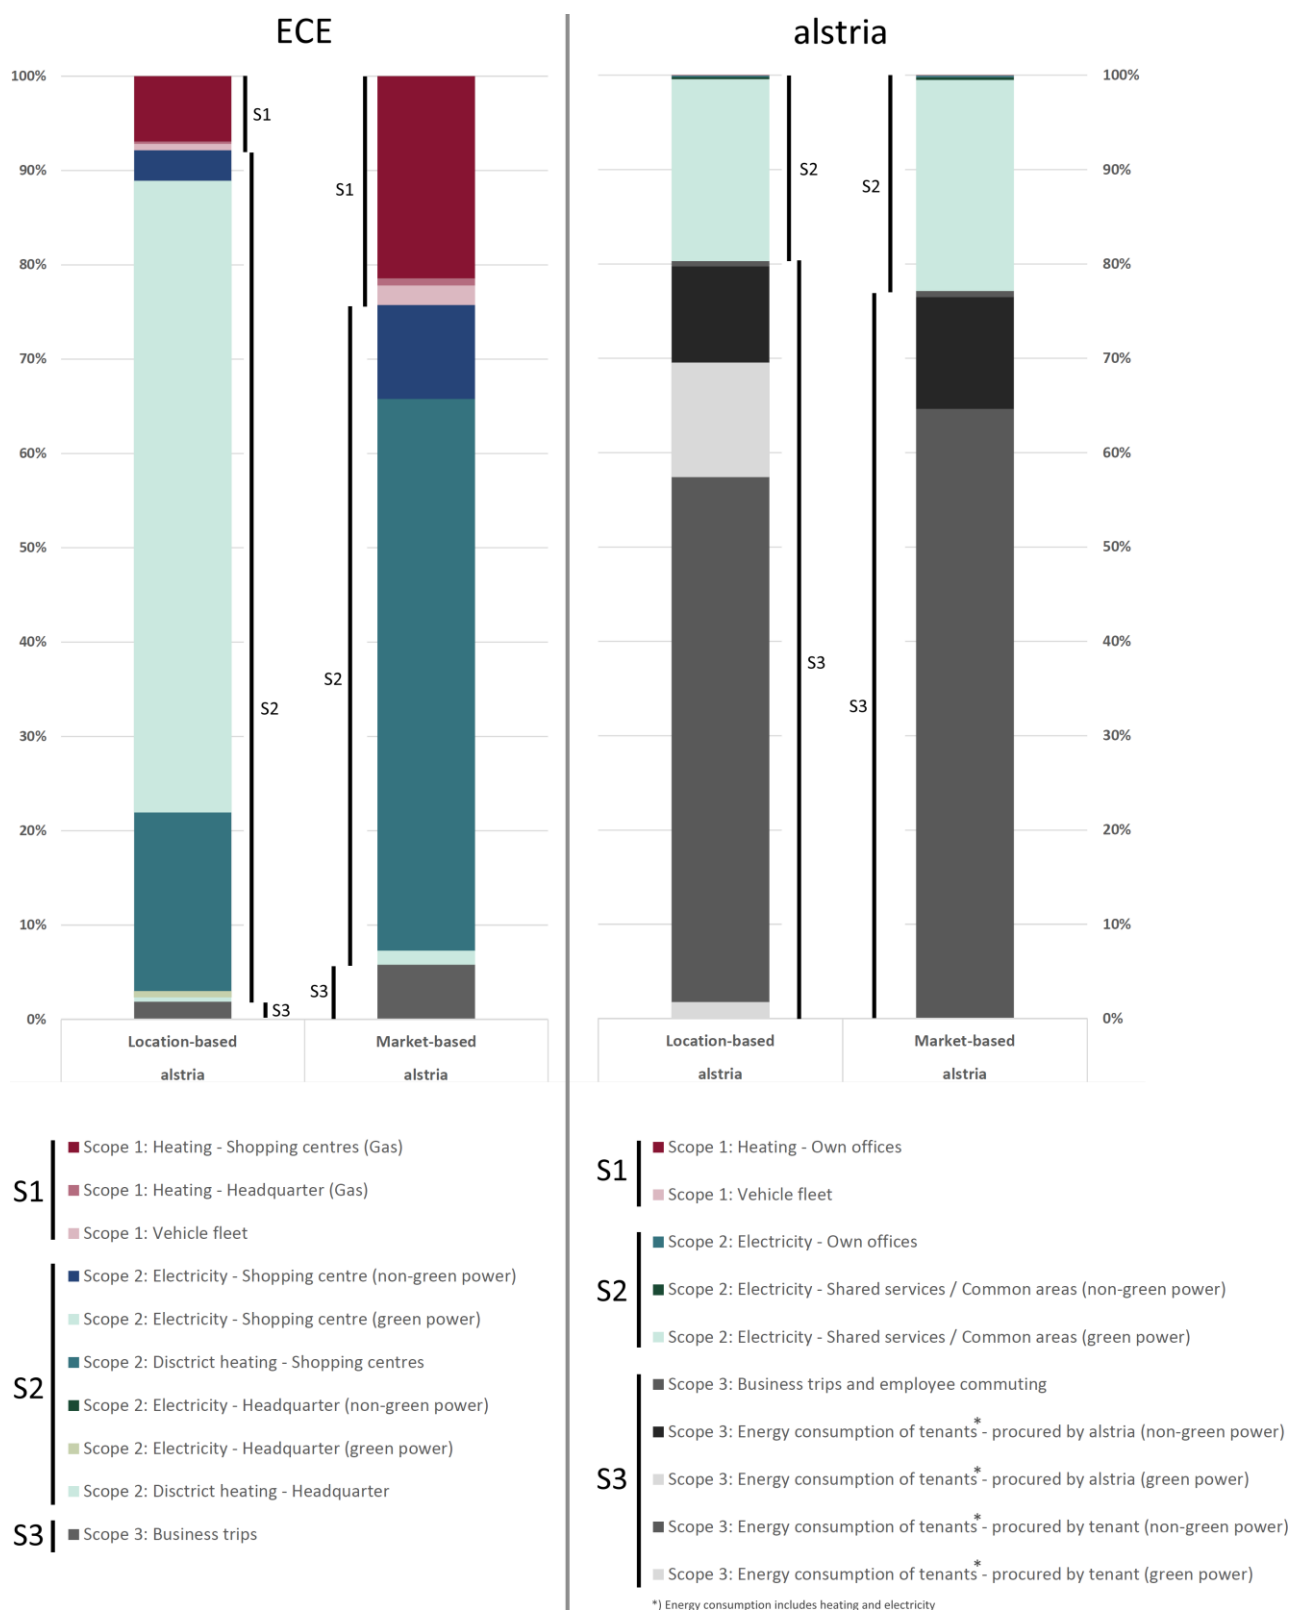 ECE
alstria
100%
90%
80%
70%
60%
50%
40%
30%
20%
10%
0%
S1
S2
S3
S1
S2
S3
Location-based
Market-based
alstria
alstria
S2
S3
S2
S3
100%
90%
80%
70%
60%
50%
40%
30%
20%
10%
0%
Location-based
Market-based
alstria
alstria
S1
Scope 1: Heating - Shopping centres (Gas)
Scope 1: Heating - Headquarter (Gas)
Scope 1: Vehicle fleet
S2
Scope 2: Electricity - Shopping centre (non-green power)
Scope 2: Electricity - Shopping centre (green power)
Scope 2: Disctrict heating - Shopping centres
Scope 2: Electricity - Headquarter (non-green power)
Scope 2: Electricity - Headquarter (green power)
Scope 2: Disctrict heating - Headquarter
S3
Scope 3: Business trips
S1
Scope 1: Heating - Own offices
Scope 1: Vehicle fleet
S2
Scope 2: Electricity - Own offices
Scope 2: Electricity - Shared services / Common areas (non-green power)
Scope 2: Electricity - Shared services / Common areas (green power)
S3
Scope 3: Business trips and employee commuting
Scope 3: Energy consumption of tenants* - procured by alstria (non-green power)
Scope 3: Energy consumption of tenants* - procured by alstria (green power)
Scope 3: Energy consumption of tenants* - procured by tenant (non-green power)
Scope 3: Energy consumption of tenants* - procured by tenant (green power)
*) Energy consumption includes heating and electricity